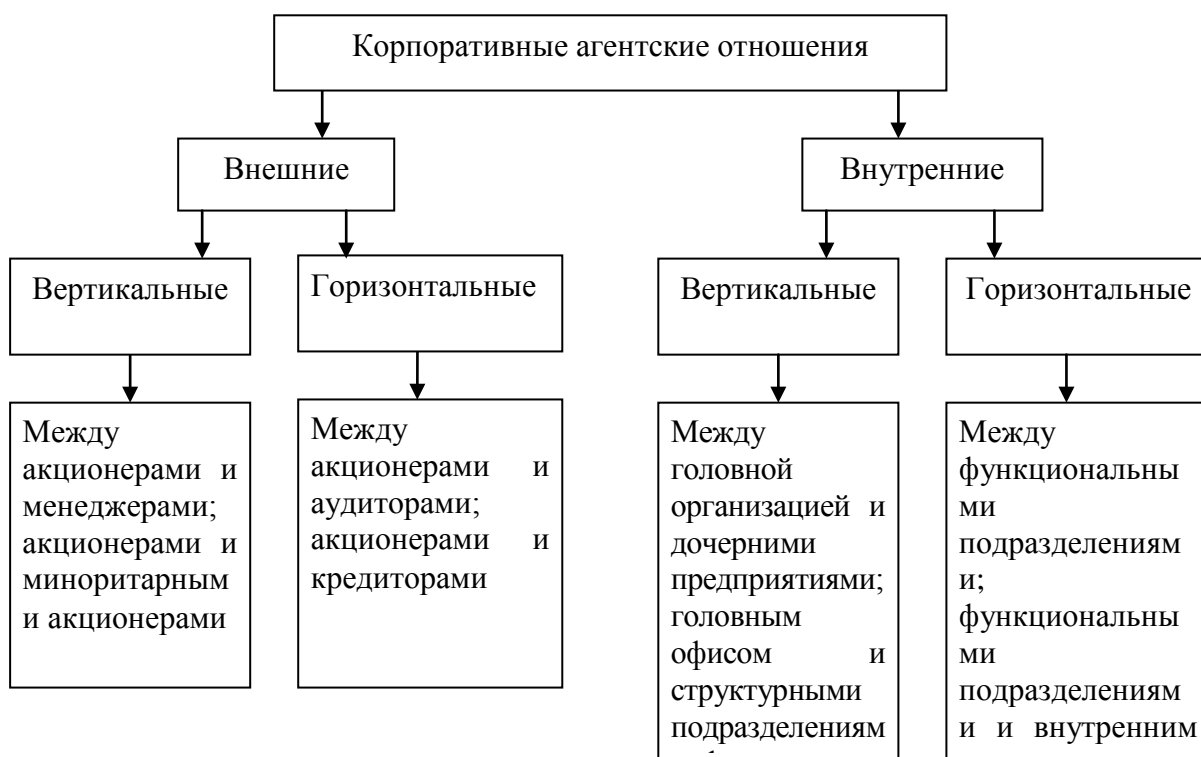 Корпоративные агентские отношения
Внешние
Внутренние
Вертикальные
Горизонтальные
Вертикальные
Горизонтальные
Между
акционерами и
менеджерами;
акционерами и
миноритарным
и акционерами
Между
акционерами и
аудиторами;
акционерами и
кредиторами
Между
головной
организацией и
дочерними
предприятиями;
головным
офисом и
структурными
подразделениям
Между
функциональны
ми
подразделениям
и;
функциональны
ми
подразделениям
и и внутренним